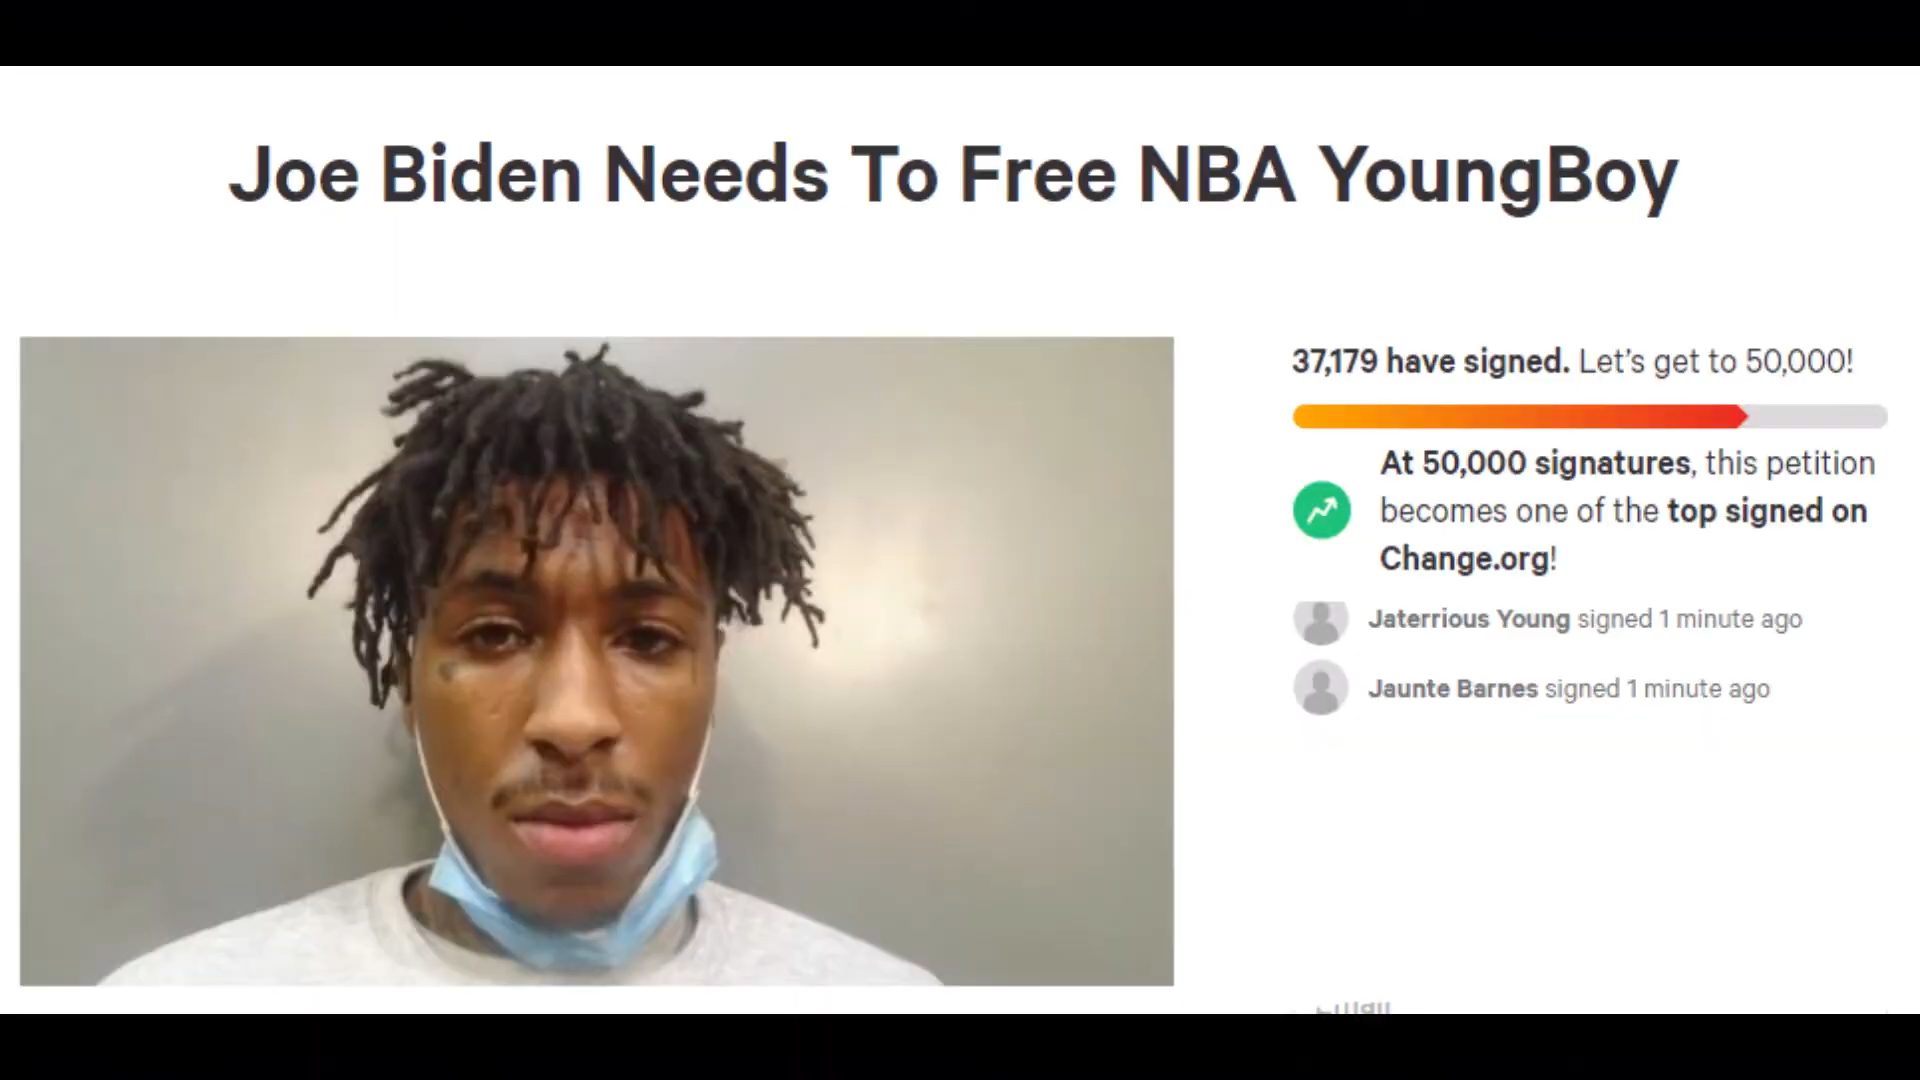 Joe Biden Needs To Free NBA YoungBoy
37,179 have signed. Let's get to 50,000!
At 50,000 signatures, this petition
becomes one of the top signed on
Change.org!
Jaterrious Young signed 1 minute ago
Jaunte Barnes signed 1 minute ago